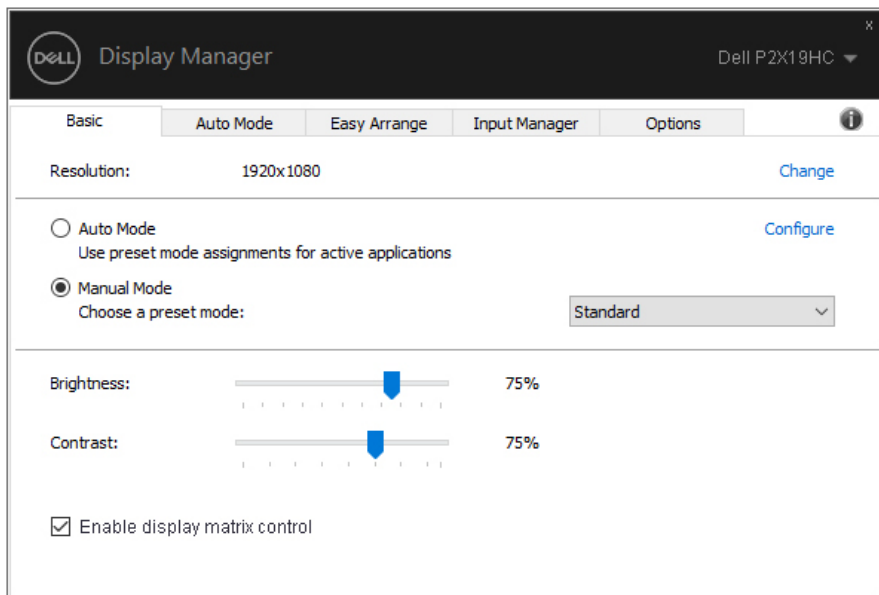 x
DELL Display Manager Dell P2X19HC
Basic Auto Mode Easy Arrange Input Manager Options i
Resolution: 1920x1080 Change
Auto Mode Configure
Use preset mode assignments for active applications
Manual Mode
Choose a preset mode: Standard
Brightness: 75%
Contrast: 75%
Enable display matrix control